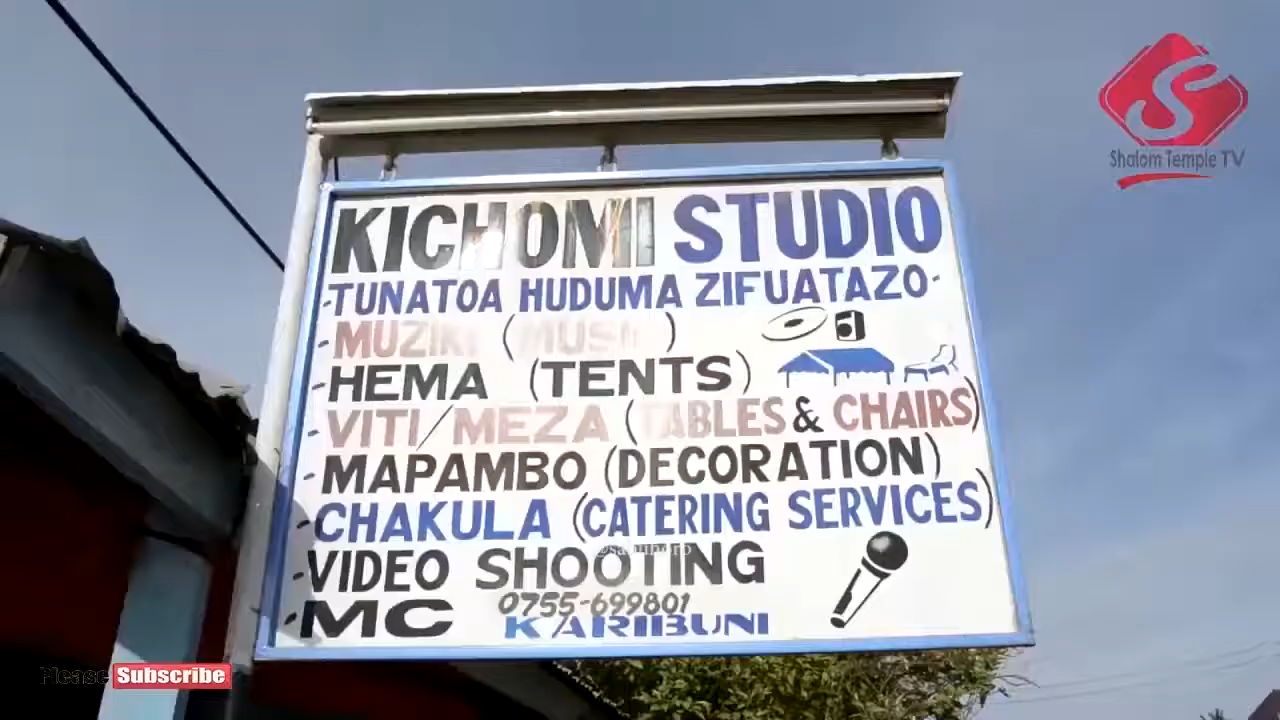 KICHOMI STUDIO
-TUNATOA HUDUMA ZIFUATAZO-
-MUZIKI (MUSIC)
-HEMA (TENTS)
-VITI/MEZA (TABLES & CHAIRS)
-MAPAMBO (DECORATION)
-CHAKULA (CATERING SERVICES)
-VIDEO SHOOTING
-MC 0755-699801
KARIBUNI
S
Shalom Temple TV
Please Subscribe